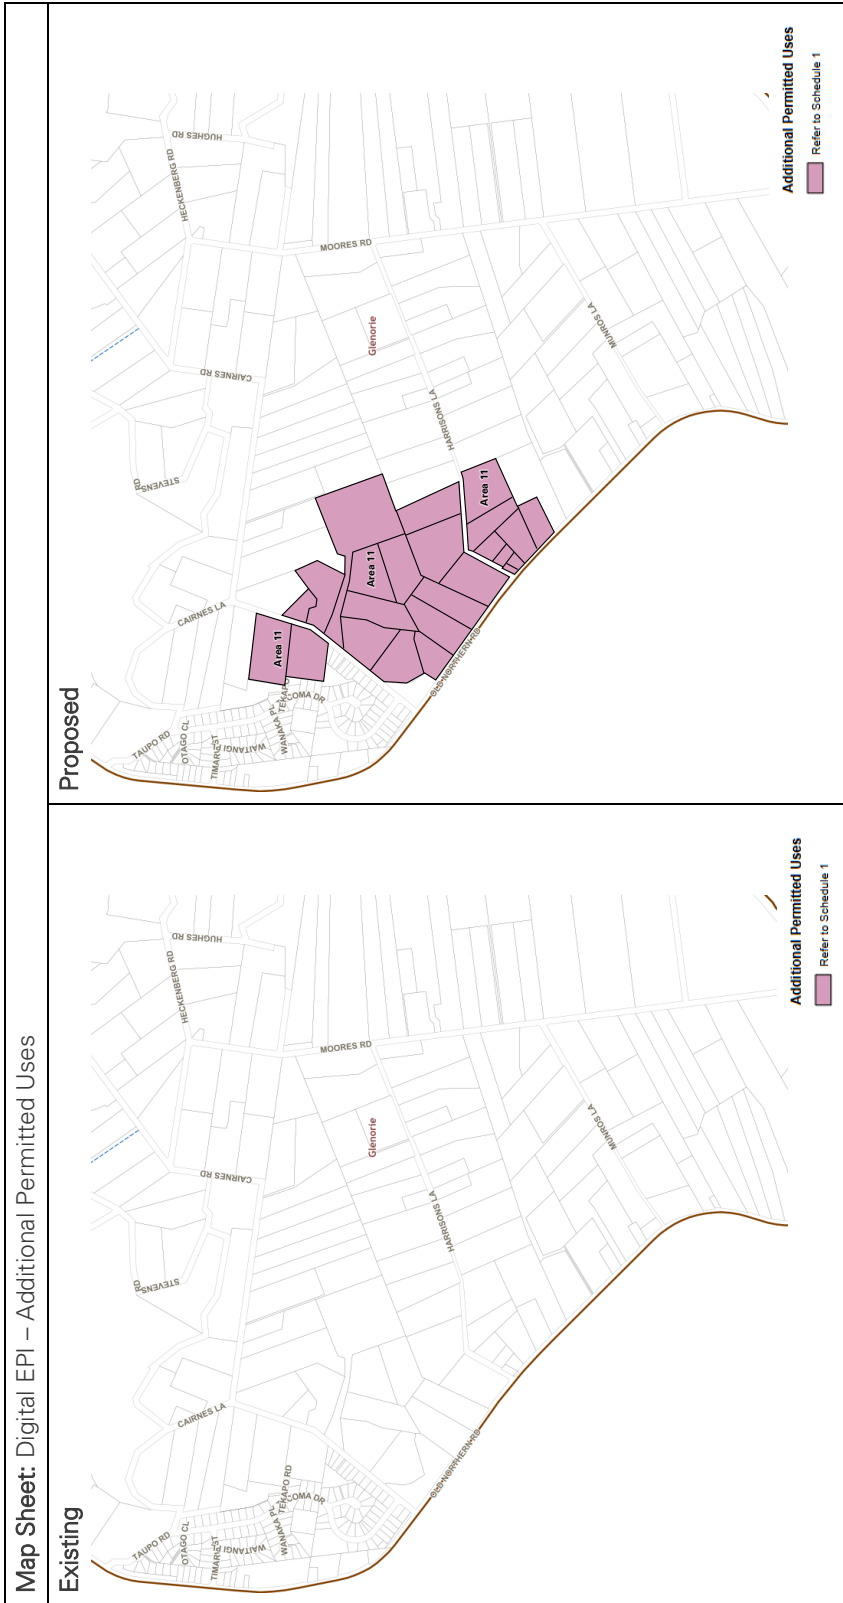 Map Sheet: Digital EPI – Additional Permitted Uses
Existing
TAUPO RD
OTAGO CL
TIMARU ST
WAITANGI
WANAKA PL
TEKAPO RD
COMA DR
CAIRNES LA
STEVENS
RD
CAIRNES RD
HECKENBERG RD
HUGHES RD
MOORES RD
Glenorie
HARRISONS LA
MUNROS LA
OLD NORTHERN RD
Additional Permitted Uses
Refer to Schedule 1
Proposed
TAUPO RD
OTAGO CL
TIMARU ST
WAITANGI
WANAKA PL
TEKAPO
COMA DR
CAIRNES LA
STEVENS
RD
CAIRNES RD
HECKENBERG RD
HUGHES RD
MOORES RD
Glenorie
HARRISONS LA
MUNROS LA
OLD NORTHERN RD
Area 11
Area 11
Area 11
Additional Permitted Uses
Refer to Schedule 1